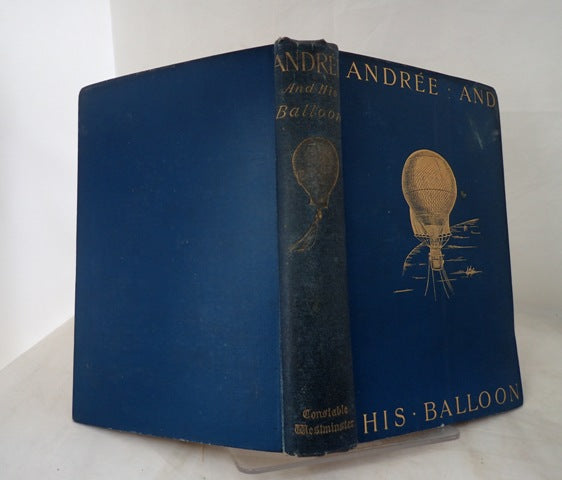 ANDRÉE
And His
Balloon
Constable
Westminster
ANDRÉE · AND
HIS · BALLOON